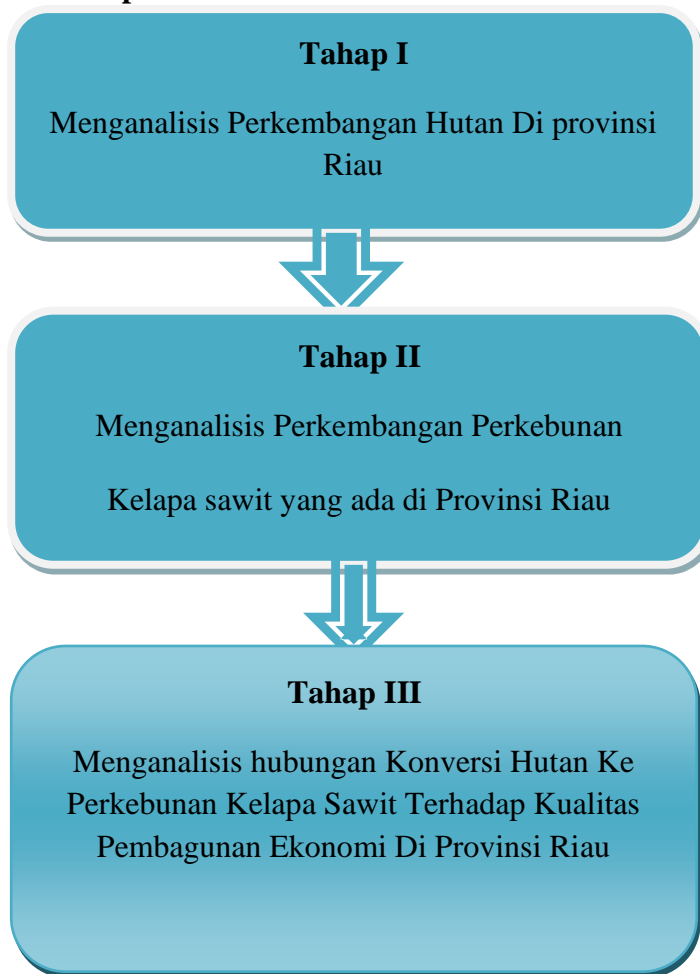 Tahap I
Menganalisis Perkembangan Hutan Di provinsi
Riau
Tahap II
Menganalisis Perkembangan Perkebunan
Kelapa sawit yang ada di Provinsi Riau
Tahap III
Menganalisis hubungan Konversi Hutan Ke
Perkebunan Kelapa Sawit Terhadap Kualitas
Pembagunan Ekonomi Di Provinsi Riau